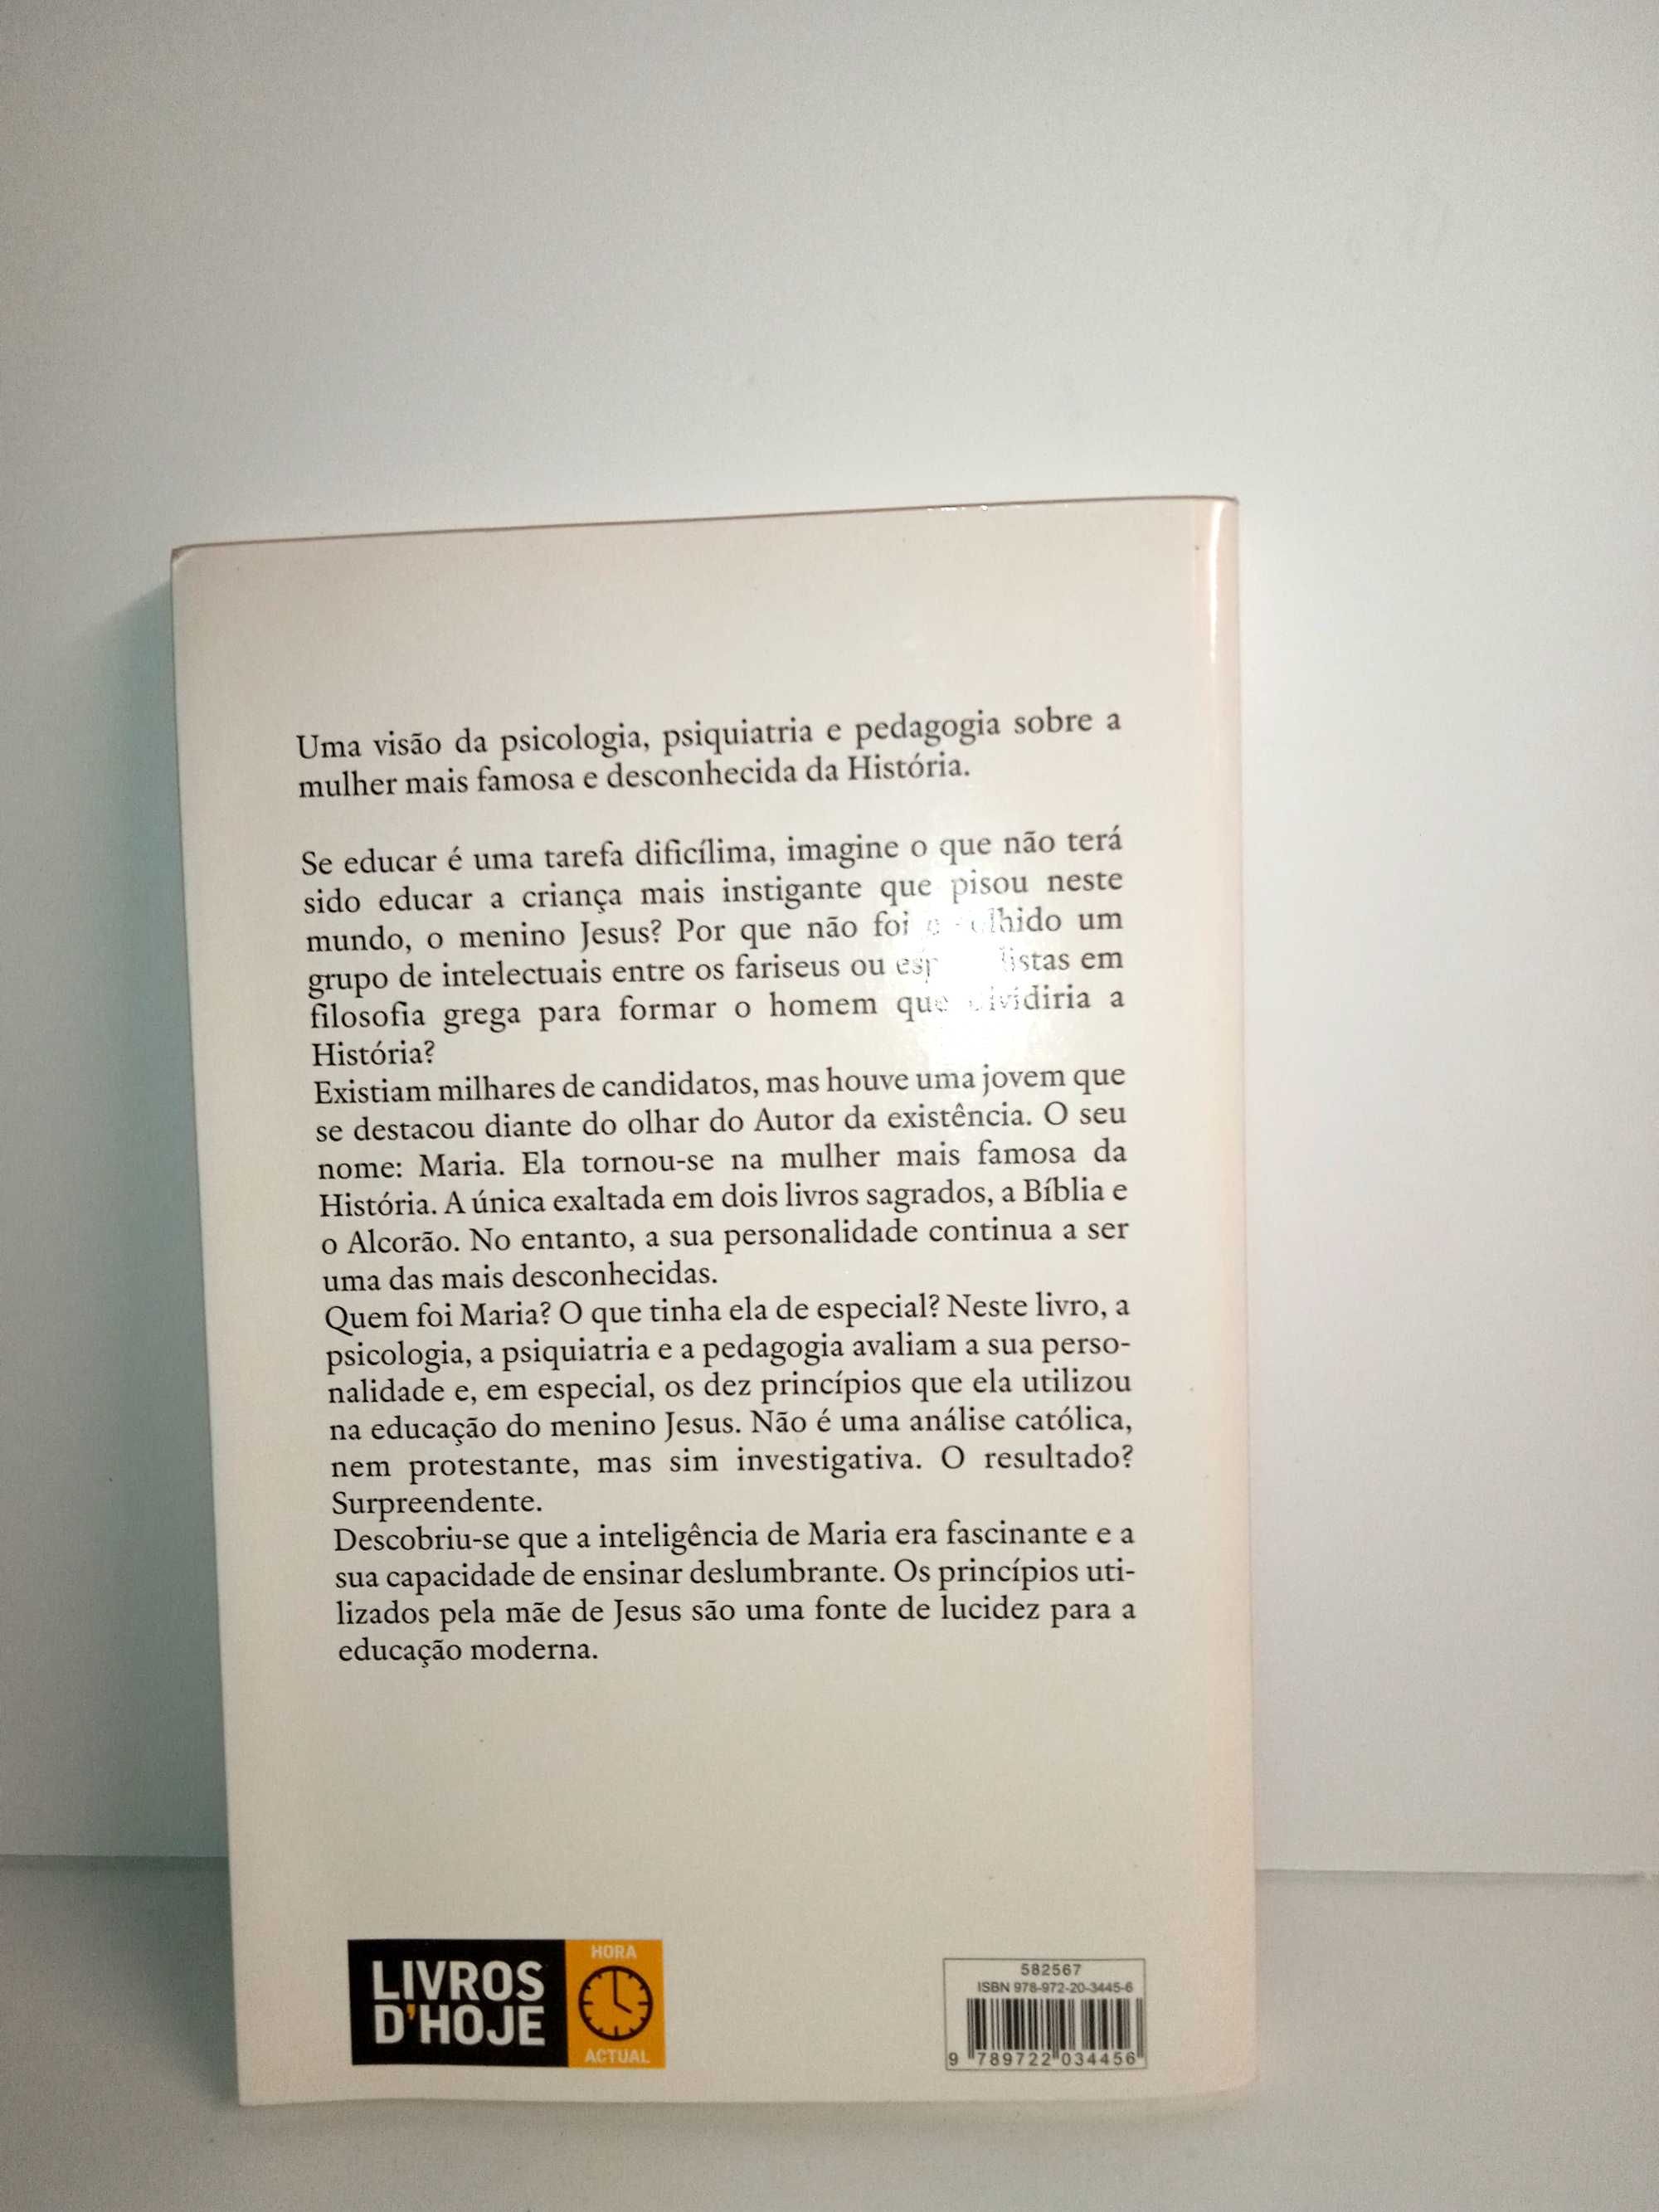 Uma visão da psicologia, psiquiatria e pedagogia sobre a
mulher mais famosa e desconhecida da História.
Se educar é uma tarefa dificílima, imagine o que não terá
sido educar a criança mais instigante que pisou neste
mundo, o menino Jesus? Por que não foi um
grupo de intelectuais entre os fariseus ou em
filosofia grega para formar o homem que dividiria a
História?
Existiam milhares de candidatos, mas houve uma jovem que
se destacou diante do olhar do Autor da existência. O seu
nome: Maria. Ela tornou-se na mulher mais famosa da
História. A única exaltada em dois livros sagrados, a Bíblia e
o Alcorão. No entanto, a sua personalidade continua a ser
uma das mais desconhecidas.
Quem foi Maria? O que tinha ela de especial? Neste livro, a
psicologia, a psiquiatria e a pedagogia avaliam a sua perso-
nalidade e, em especial, os dez princípios que ela utilizou
na educação do menino Jesus. Não é uma análise católica,
nem protestante, mas sim investigativa. O resultado?
Surpreendente.
Descobriu-se que a inteligência de Maria era fascinante e a
sua capacidade de ensinar deslumbrante. Os princípios uti-
lizados pela mãe de Jesus são uma fonte de lucidez para a
educação moderna.
LIVROS
D'HOJE
HORA
ACTUAL
582567
ISBN 978-972-20-3445-6
9 789722 034456